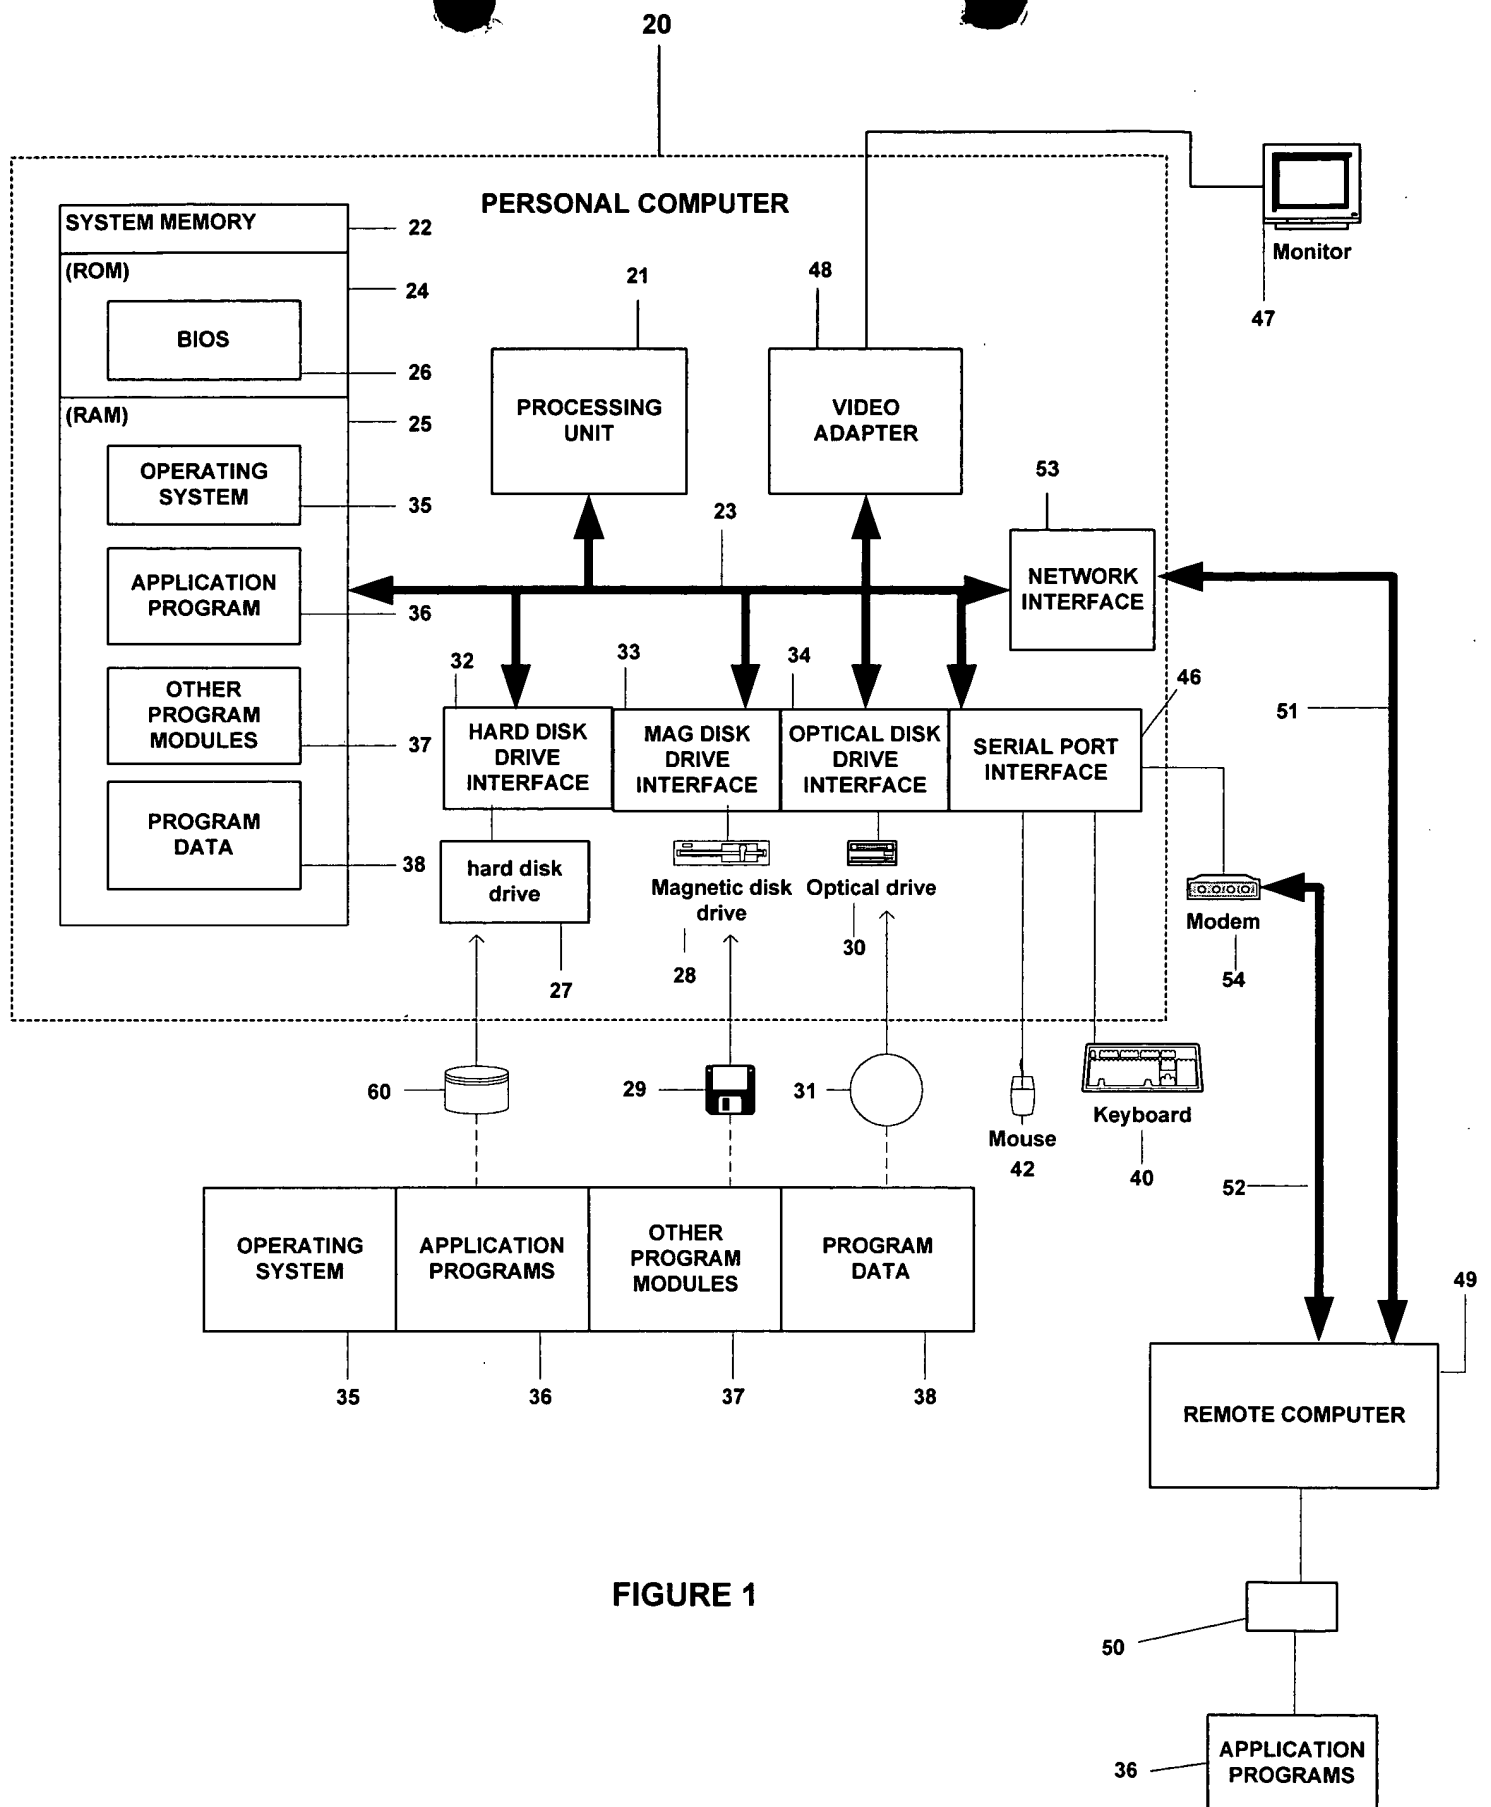 20
PERSONAL COMPUTER
SYSTEM MEMORY
22
(ROM)
24
BIOS
26
(RAM)
25
OPERATING
SYSTEM
35
APPLICATION
PROGRAM
36
OTHER
PROGRAM
MODULES
37
PROGRAM
DATA
38
21
PROCESSING
UNIT
48
VIDEO
ADAPTER
Monitor
47
23
53
NETWORK
INTERFACE
32
HARD DISK
DRIVE
INTERFACE
33
MAG DISK
DRIVE
INTERFACE
34
OPTICAL DISK
DRIVE
INTERFACE
46
SERIAL PORT
INTERFACE
51
hard disk
drive
27
Magnetic disk
drive
28
Optical drive
30
Modem
54
60
29
31
Mouse
42
Keyboard
40
52
OPERATING
SYSTEM
35
APPLICATION
PROGRAMS
36
OTHER
PROGRAM
MODULES
37
PROGRAM
DATA
38
49
REMOTE COMPUTER
50
36
APPLICATION
PROGRAMS
FIGURE 1